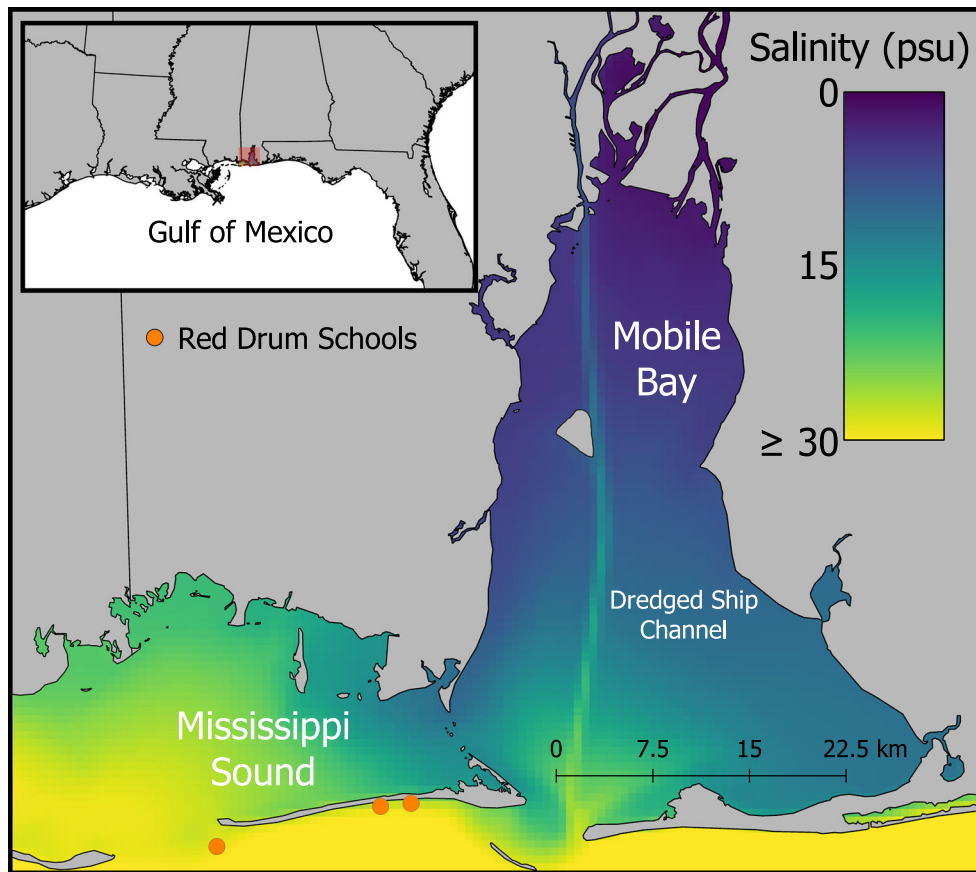 Salinity (psu)
0
15
≥ 30
Gulf of Mexico
Red Drum Schools
Mobile
Bay
Dredged Ship
Channel
Mississippi
Sound
0 7.5 15 22.5 km